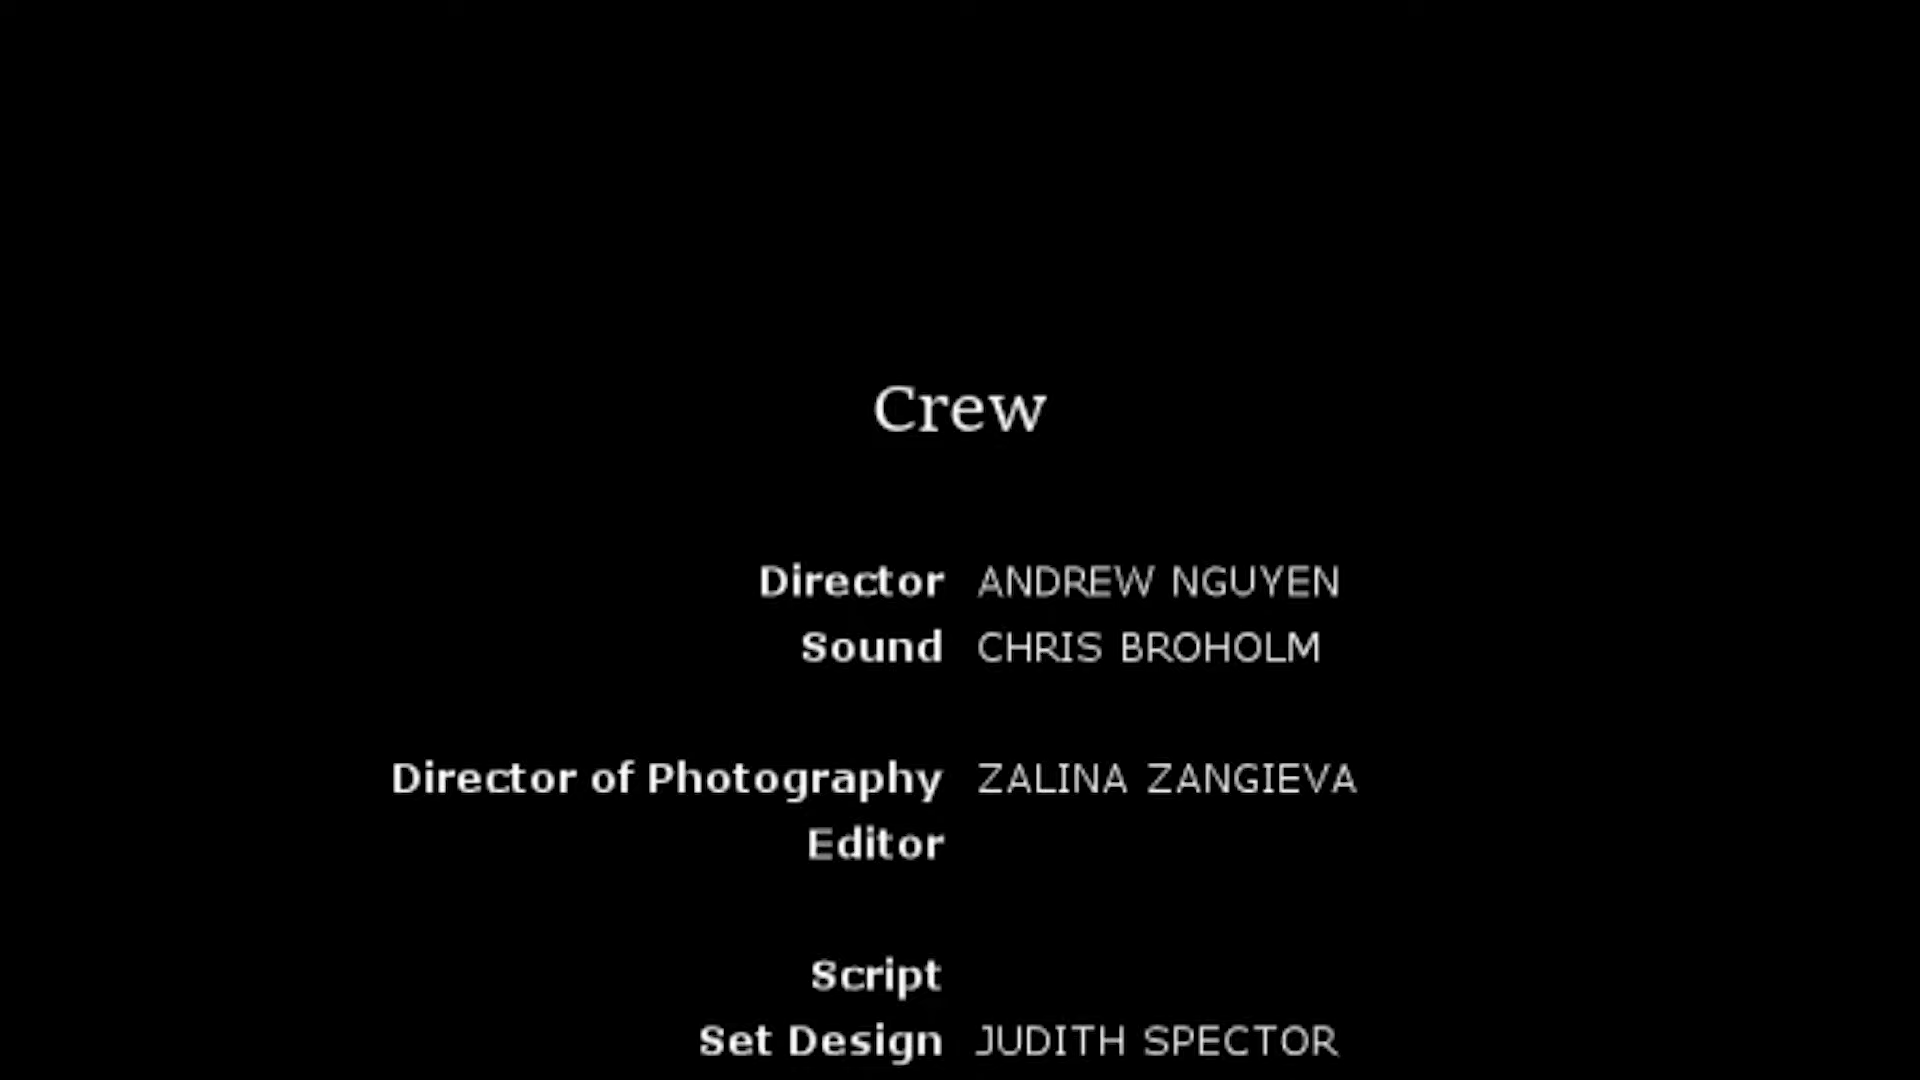 Crew
Director ANDREW NGUYEN
Sound CHRIS BROHOLM
Director of Photography ZALINA ZANGIEVA
Editor
Script
Set Design JUDITH SPECTOR